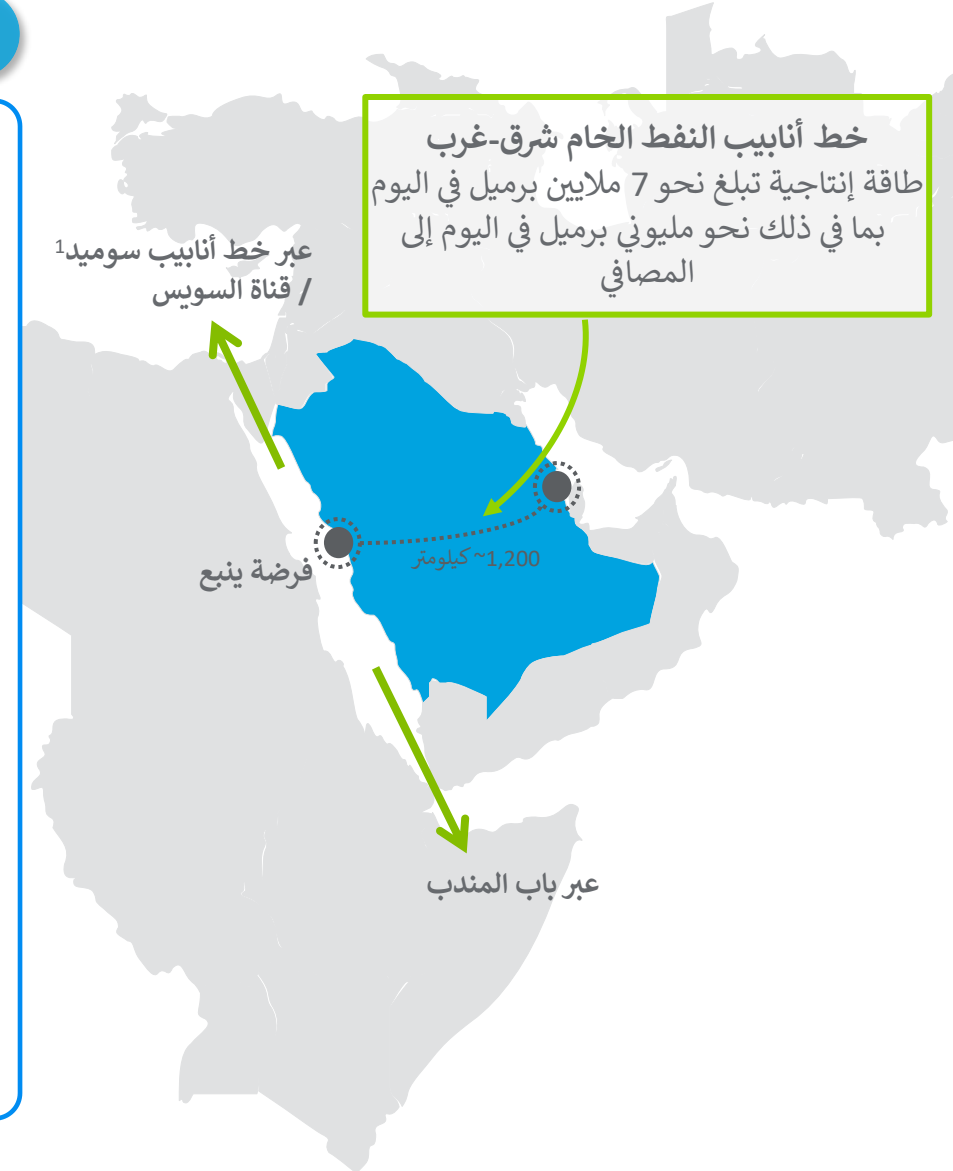 خط أنابيب النفط الخام شرق-غرب
طاقة إنتاجية تبلغ نحو 7 ملايين برميل في اليوم
بما في ذلك نحو مليوني برميل في اليوم إلى
المصافي
عبر خط أنابيب سوميد¹
/ قناة السويس
~1,200 كيلومتر
فرضة ينبع
عبر باب المندب